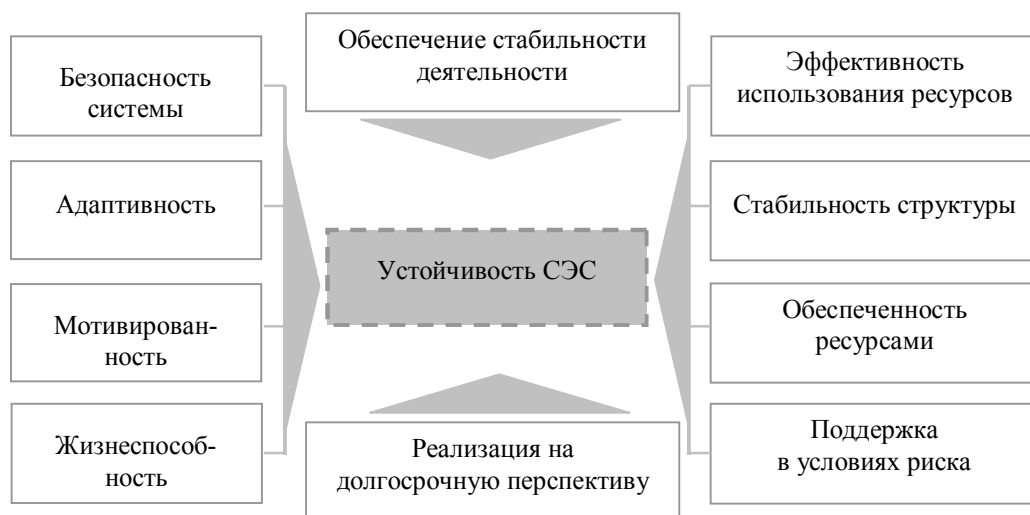 Безопасность
системы
Адаптивность
Мотивирован-
ность
Жизнеспособ-
ность
Обеспечение стабильности
деятельности
Устойчивость СЭС
Реализация на
долгосрочную перспективу
Эффективность
использования ресурсов
Стабильность структуры
Обеспеченность
ресурсами
Поддержка
в условиях риска